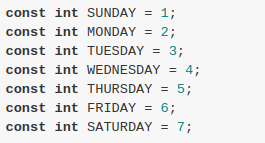 const int SUNDAY = 1;
const int MONDAY = 2;
const int TUESDAY = 3;
const int WEDNESDAY = 4;
const int THURSDAY = 5;
const int FRIDAY = 6;
const int SATURDAY = 7;